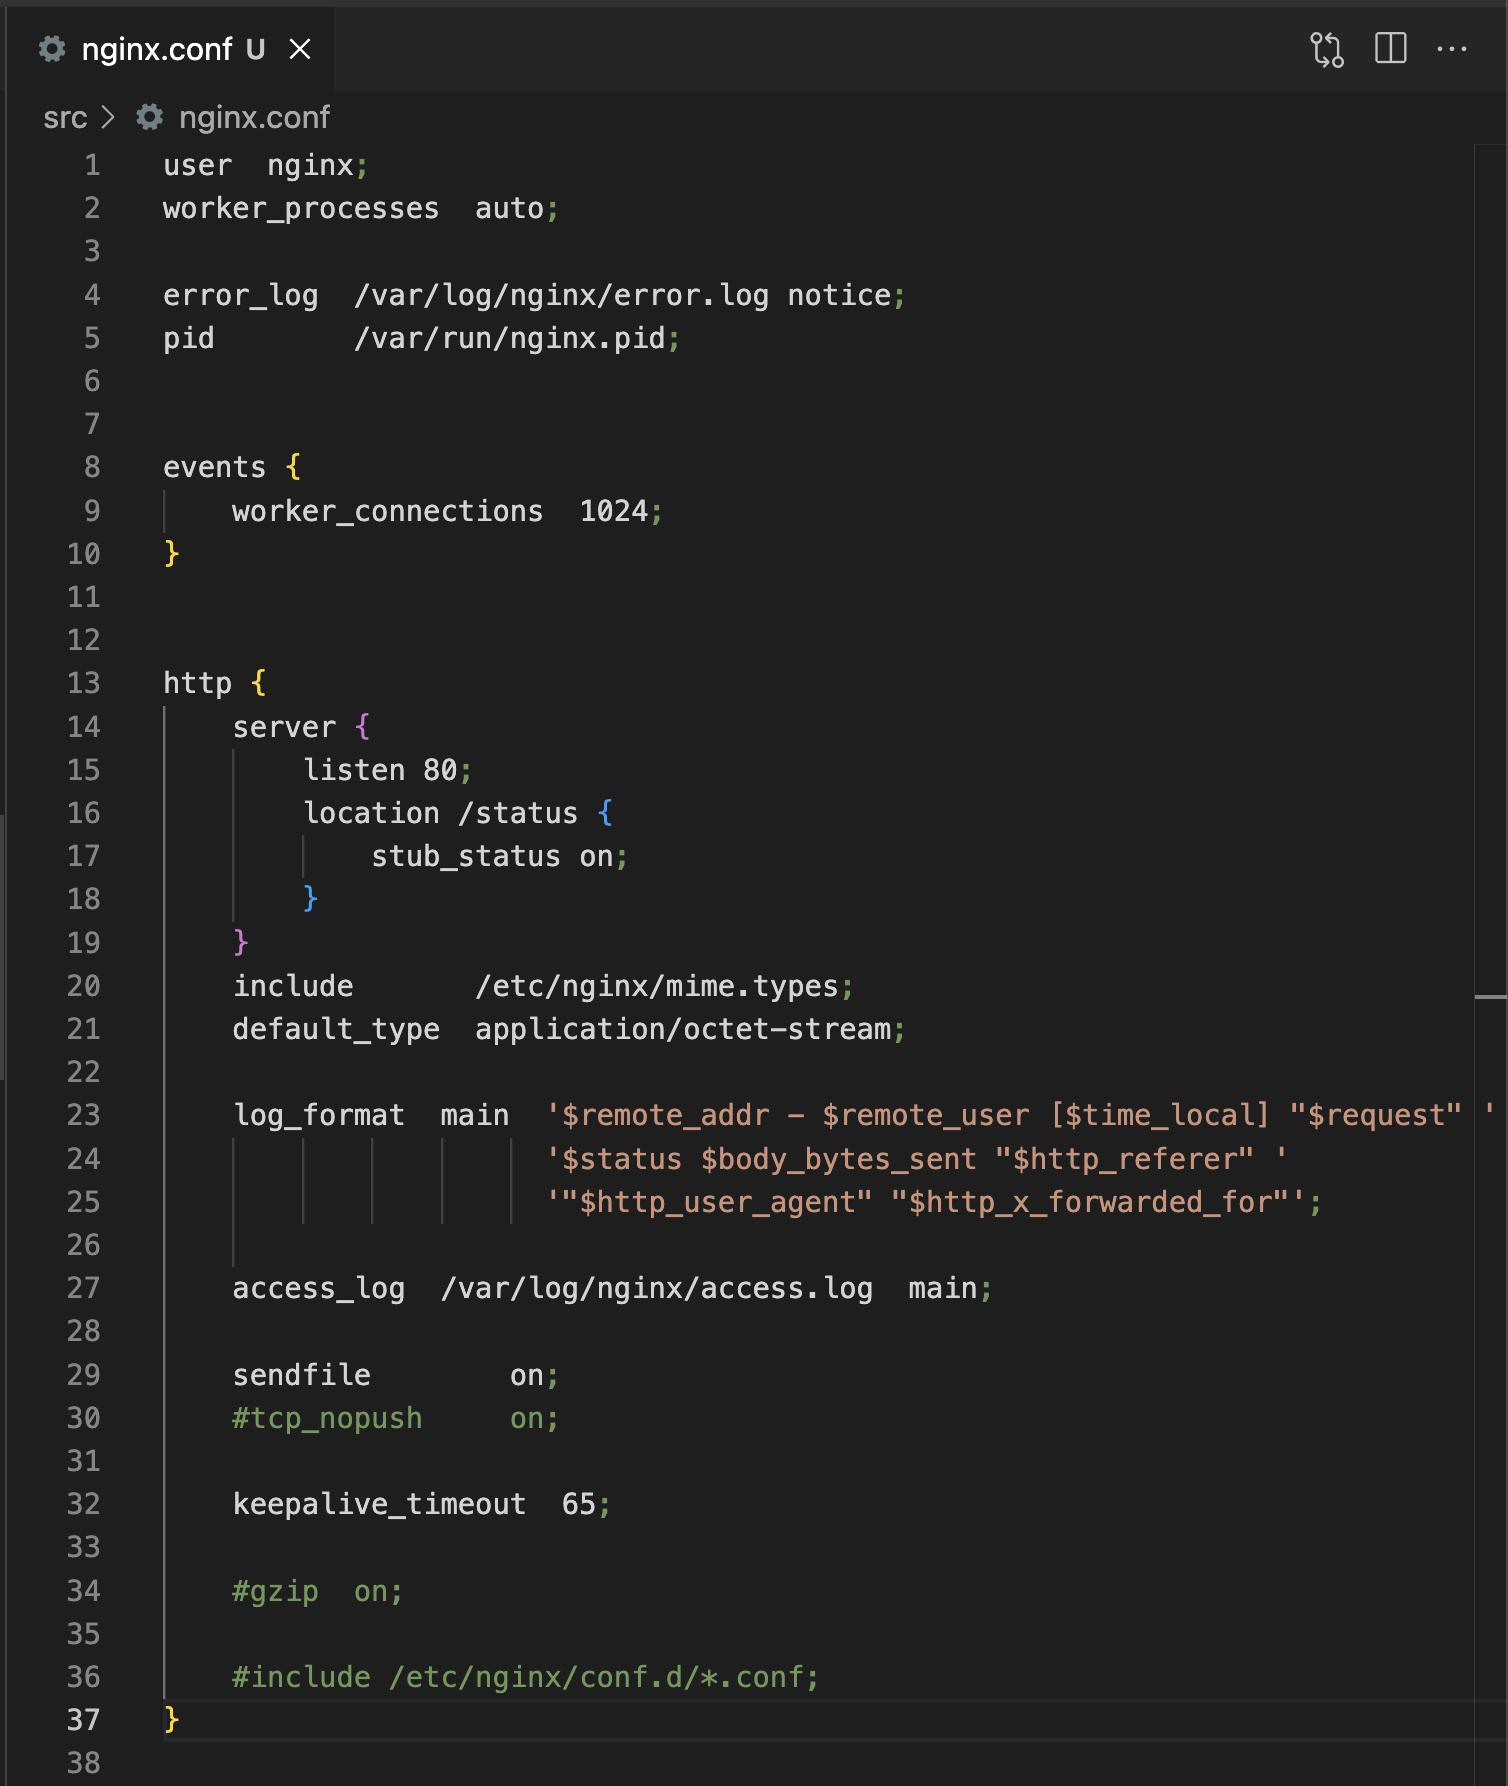 nginx.conf U
src > nginx.conf
1 user  nginx;
2 worker_processes  auto;
3
4 error_log  /var/log/nginx/error.log notice;
5 pid        /var/run/nginx.pid;
6
7
8 events {
9     worker_connections  1024;
10 }
11
12
13 http {
14     server {
15         listen 80;
16         location /status {
17             stub_status on;
18         }
19     }
20     include       /etc/nginx/mime.types;
21     default_type  application/octet-stream;
22
23     log_format  main  '$remote_addr - $remote_user [$time_local] "$request" '
24                       '$status $body_bytes_sent "$http_referer" '
25                       '"$http_user_agent" "$http_x_forwarded_for"';
26
27     access_log  /var/log/nginx/access.log  main;
28
29     sendfile        on;
30     #tcp_nopush     on;
31
32     keepalive_timeout  65;
33
34     #gzip  on;
35
36     #include /etc/nginx/conf.d/*.conf;
37 }
38